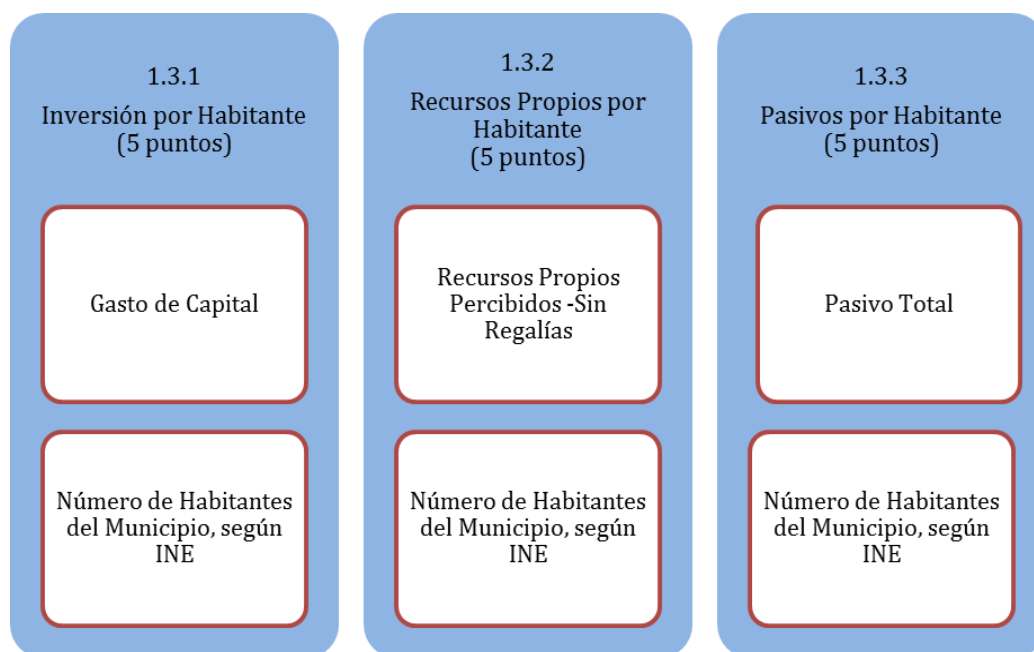 1.3.1
Inversión por Habitante
(5 puntos)
Gasto de Capital
Número de Habitantes
del Municipio, según
INE
1.3.2
Recursos Propios por
Habitante
(5 puntos)
Recursos Propios
Percibidos -Sin
Regalías
Número de Habitantes
del Municipio, según
INE
1.3.3
Pasivos por Habitante
(5 puntos)
Pasivo Total
Número de Habitantes
del Municipio, según
INE